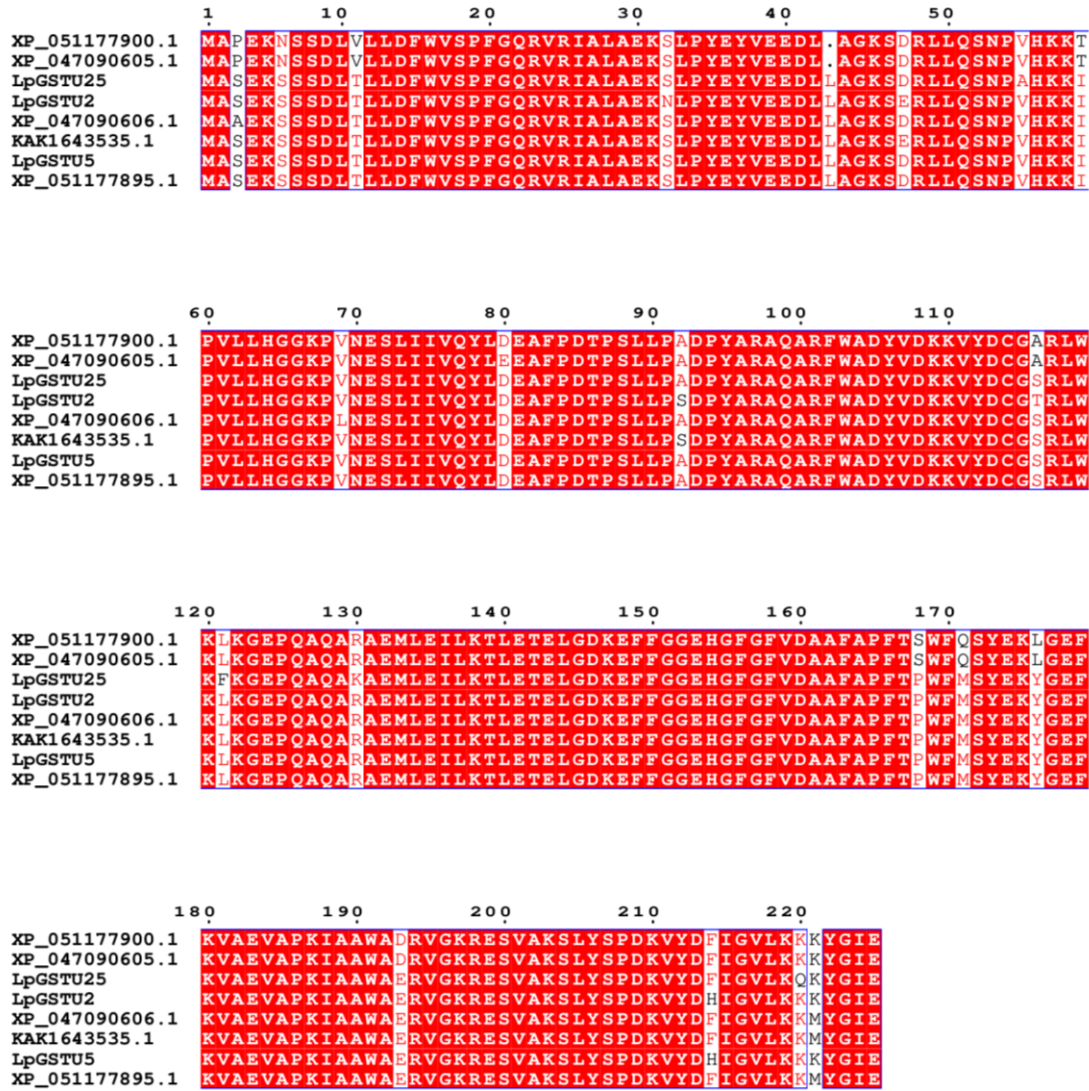 1 10 20 30 40 50
XP_051177900.1 MAPEKNSSDLVLLDFWVSPFGQRVRIALAEKSLPYEYVEEDL.AGKSDRLLQSNPVHKKT
XP_047090605.1 MAPEKNSSDLVLLDFWVSPFGQRVRIALAEKSLPYEYVEEDL.AGKSDRLLQSNPVHKKT
LpGSTU25 MASEKSSSDLTLLDFWVSPFGQRVRIALAEKSLPYEYVEEDLLAGKSDRLLQSNPAHKKI
LpGSTU2 MASEKSSSDLTLLDFWVSPFGQRVRIALAEKNLPYEYVEEDLLAGKSERLLQSNPVHKKI
XP_047090606.1 MAAEKSSSDLTLLDFWVSPFGQRVRIALAEKSLPYEYVEEDLLAGKSDRLLQSNPVHKKI
KAK1643535.1 MASEKSSSDLTLLDFWVSPFGQRVRIALAEKSLPYEYVEEDLLAGKSERLLQSNPVHKKI
LpGSTU5 MASEKSSSDLTLLDFWVSPFGQRVRIALAEKSLPYEYVEEDLLAGKSDRLLQSNPVHKKI
XP_051177895.1 MASEKSSSDLTLLDFWVSPFGQRVRIALAEKSLPYEYVEEDLLAGKSDRLLQSNPVHKKI
60 70 80 90 100 110
XP_051177900.1 PVLLHGGKPVNESLIIVQYLDEAFPDTPSLLPADPYARAQARFWADYVDKKVYDCGARLW
XP_047090605.1 PVLLHGGKPVNESLIIVQYLEEAFPDTPSLLPADPYARAQARFWADYVDKKVYDCGARLW
LpGSTU25 PVLLHGGKPVNESLIIVQYLDEAFPDTPSLLPADPYARAQARFWADYVDKKVYDCGSRLW
LpGSTU2 PVLLHGGKPVNESLIIVQYLDEAFPDTPSLLPSDPYARAQARFWADYVDKKVYDCGTRLW
XP_047090606.1 PVLLHGGKPLNESLIIVQYLDEAFPDTPSLLPADPYARAQARFWADYVDKKVYDCGSRLW
KAK1643535.1 PVLLHGGKPVNESLIIVQYLDEAFPDTPSLLPSDPYARAQARFWADYVDKKVYDCGSRLW
LpGSTU5 PVLLHGGKPVNESLIIVQYLDEAFPDTPSLLPADPYARAQARFWADYVDKKVYDCGSRLW
XP_051177895.1 PVLLHGGKPVNESLIIVQYLDEAFPDTPSLLPADPYARAQARFWADYVDKKVYDCGSRLW
120 130 140 150 160 170
XP_051177900.1 KLKGEPQAQARAEMLEILKTLETELGDKEFFGGEHGFGFVDAAFAPFTSWFQSYEKLGEF
XP_047090605.1 KLKGEPQAQARAEMLEILKTLETELGDKEFFGGEHGFGFVDAAFAPFTSWFQSYEKLGEF
LpGSTU25 KFKGEPQAQAKAEMLEILKTLETELGDKEFFGGEHGFGFVDAAFAPFTPWFMSYEKYGEF
LpGSTU2 KLKGEPQAQARAEMLEILKTLETELGDKEFFGGEHGFGFVDAAFAPFTPWFMSYEKYGEF
XP_047090606.1 KLKGEPQAQARAEMLEILKTLETELGDKEFFGGEHGFGFVDAAFAPFTPWFMSYEKYGEF
KAK1643535.1 KLKGEPQAQARAEMLEILKTLETELGDKEFFGGEHGFGFVDAAFAPFTPWFMSYEKYGEF
LpGSTU5 KLKGEPQAQARAEMLEILKTLETELGDKEFFGGEHGFGFVDAAFAPFTPWFMSYEKYGEF
XP_051177895.1 KLKGEPQAQARAEMLEILKTLETELGDKEFFGGEHGFGFVDAAFAPFTPWFMSYEKYGEF
180 190 200 210 220
XP_051177900.1 KVAEVAPKIAAWADRVGKRESVAKSLYSPDKVYDFIGVLKKKYGIE
XP_047090605.1 KVAEVAPKIAAWADRVGKRESVAKSLYSPDKVYDFIGVLKKKYGIE
LpGSTU25 KVAEVAPKIAAWAERVGKRESVAKSLYSPDKVYDFIGVLKQKYGIE
LpGSTU2 KVAEVAPKIAAWAERVGKRESVAKSLYSPDKVYDHIGVLKKKYGIE
XP_047090606.1 KVAEVAPKIAAWAERVGKRESVAKSLYSPDKVYDFIGVLKKMYGIE
KAK1643535.1 KVAEVAPKIAAWAERVGKRESVAKSLYSPDKVYDFIGVLKKMYGIE
LpGSTU5 KVAEVAPKIAAWAERVGKRESVAKSLYSPDKVYDHIGVLKKKYGIE
XP_051177895.1 KVAEVAPKIAAWAERVGKRESVAKSLYSPDKVYDFIGVLKKMYGIE